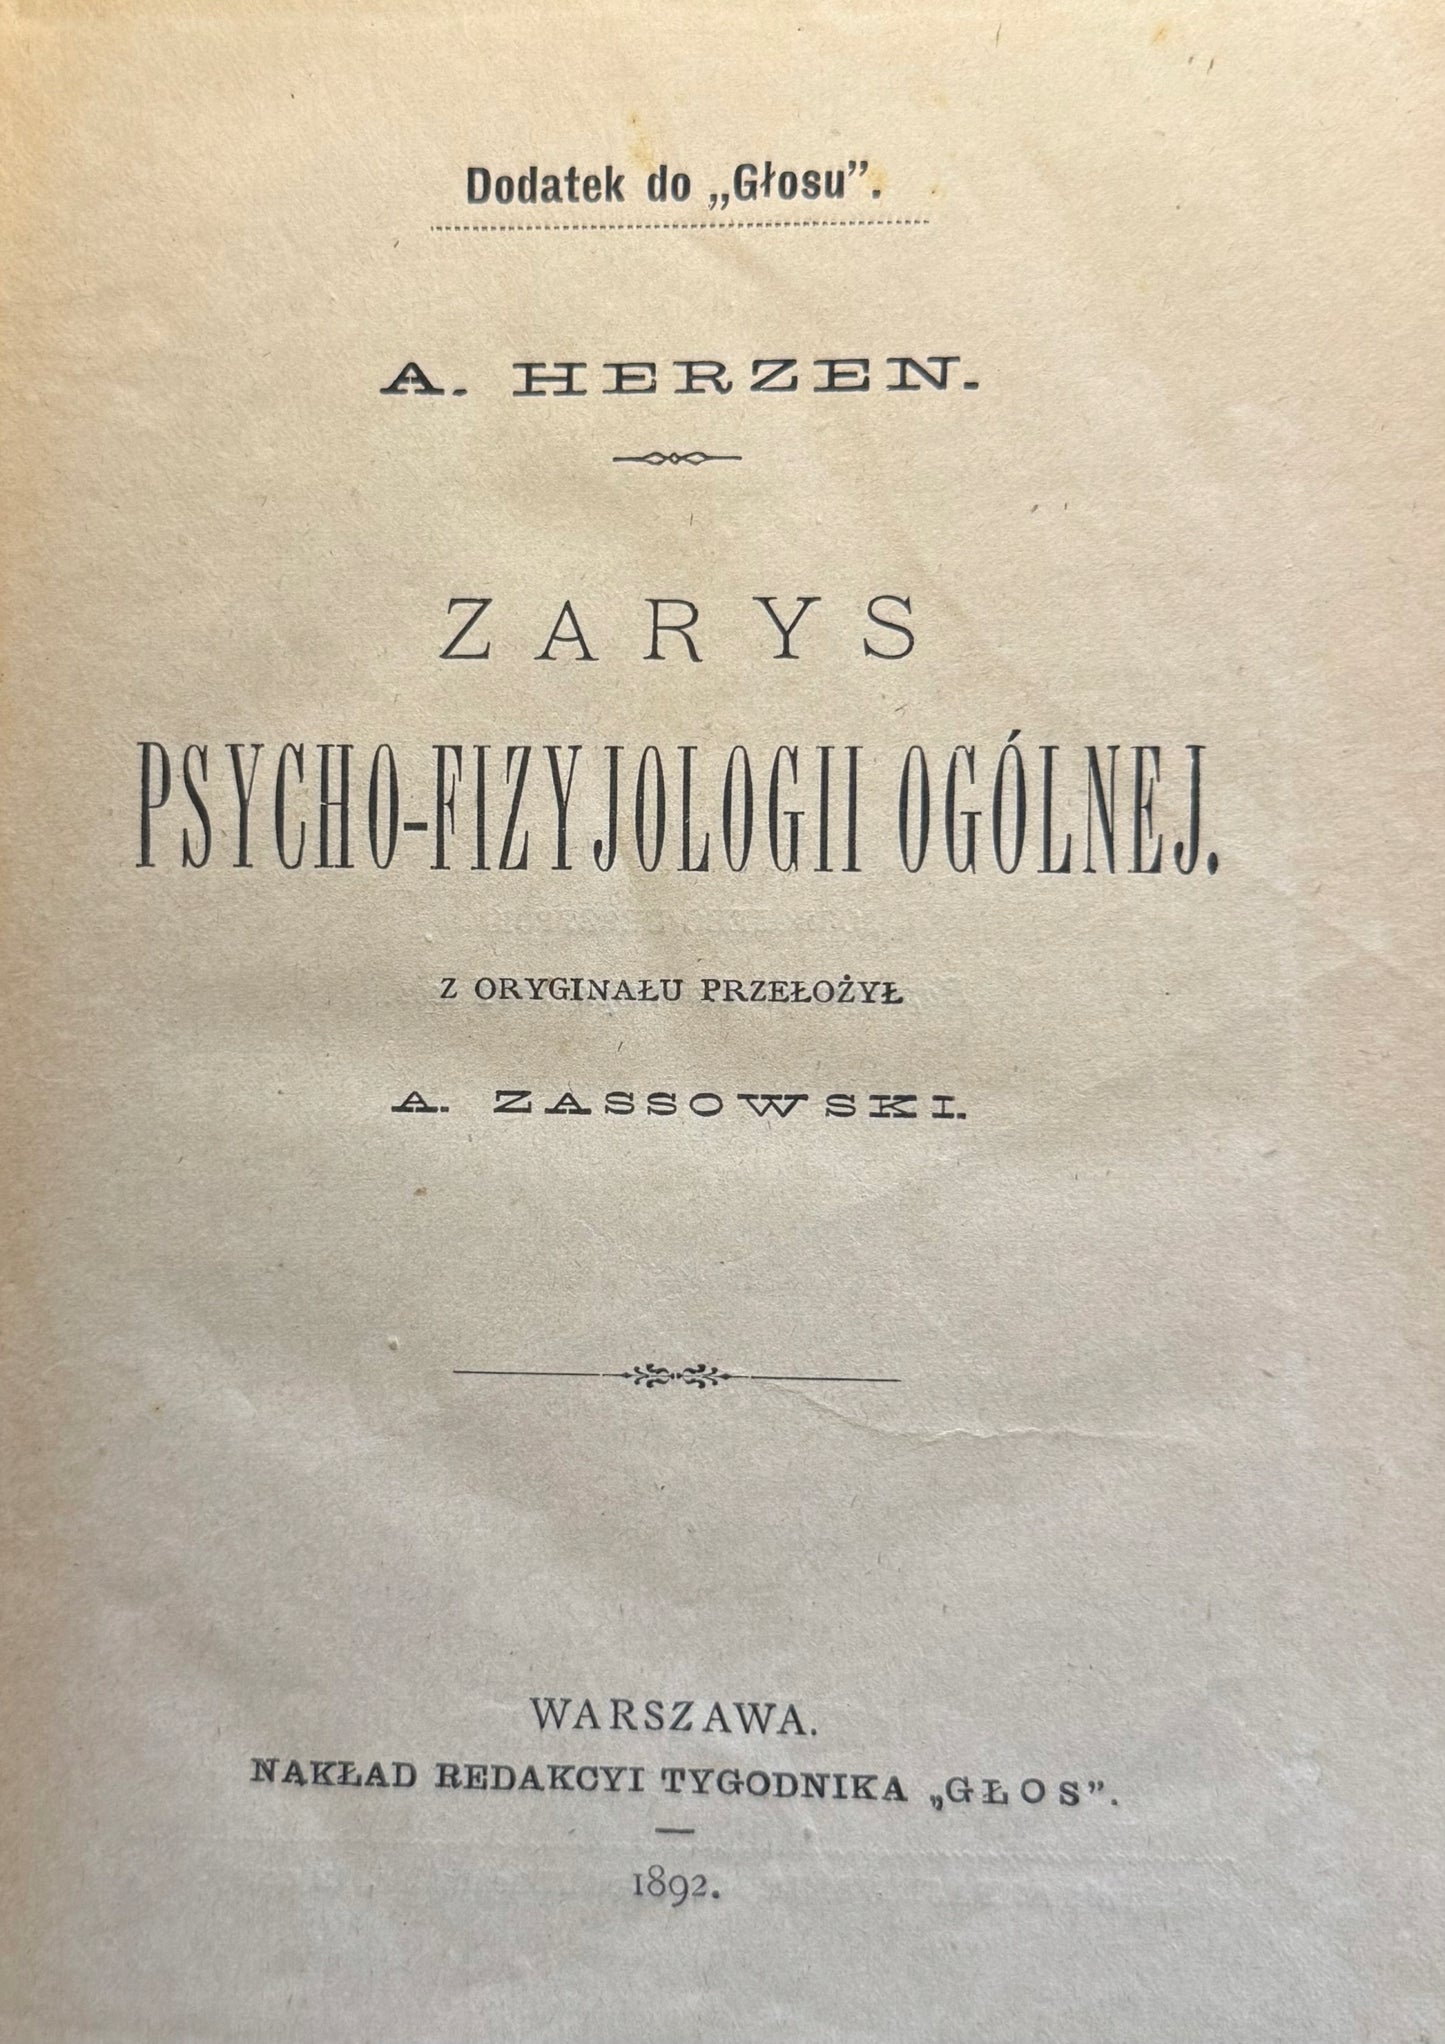 Dodatek do „Głosu”.
A. HERZEN.
ZARYS
PSYCHO-FIZYJOLOGII OGÓLNEJ.
Z ORYGINAŁU PRZEŁOŻYŁ
A. ZASSOWSKI.
WARSZAWA.
NAKŁAD REDAKCYI TYGODNIKA „GŁOS”.
1892.